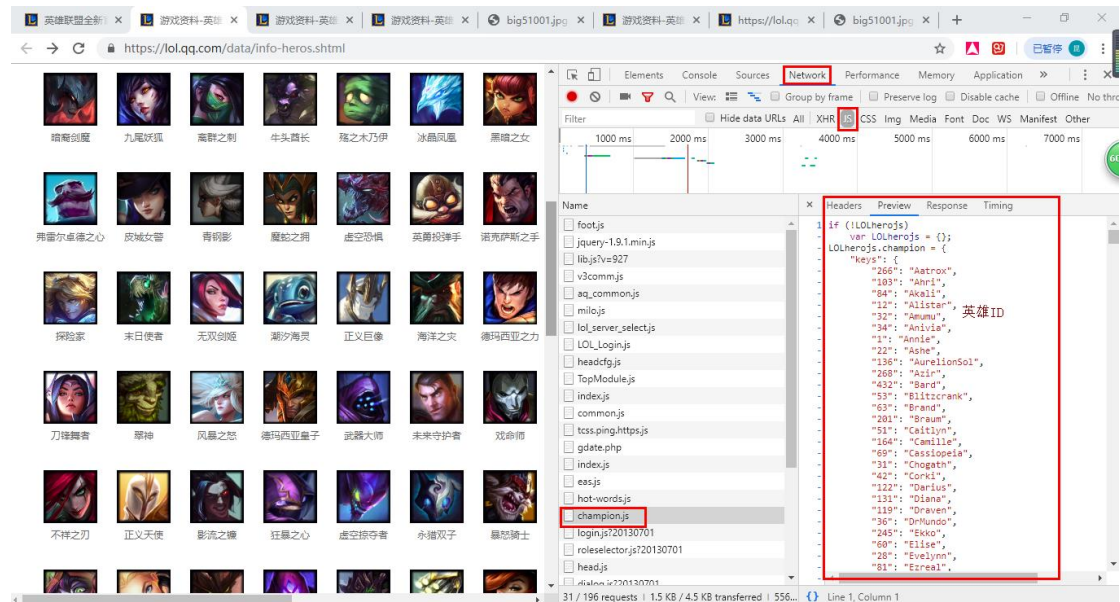 英雄联盟全新
游戏资料-英雄
游戏资料-英雄
游戏资料-英雄
big51001.jpg
游戏资料-英雄
https://lol.qq
big51001.jpg
https://lol.qq.com/data/info-heros.shtml
已暂停
昆
暗裔剑魔 九尾妖狐 离群之刺 牛头酋长 殇之木乃伊 冰晶凤凰 黑暗之女
弗雷尔卓德之心 皮城女警 青钢影 魔蛇之拥 虚空恐惧 英勇投弹手 诺克萨斯之手
探险家 末日使者 无双剑姬 潮汐海灵 正义巨像 海洋之灾 德玛西亚之力
刀锋舞者 翠神 风暴之怒 德玛西亚皇子 武器大师 未来守护者 戏命师
不祥之刃 正义天使 影流之镰 狂暴之心 虚空掠夺者 永猎双子 暴怒骑士
Elements Console Sources Network Performance Memory Application »
View: Group by frame Preserve log Disable cache Offline No thro
Filter Hide data URLs All XHR JS CSS Img Media Font Doc WS Manifest Other
1000 ms 2000 ms 3000 ms 4000 ms 5000 ms 6000 ms 7000 ms
Name
foot.js
jquery-1.9.1.min.js
lib.js?v=927
v3comm.js
aq_common.js
milo.js
lol_server_select.js
LOL_Login.js
headcfg.js
TopModule.js
index.js
common.js
tcss.ping.https.js
gdate.php
index.js
eas.js
hot-words.js
champion.js
login.js?20130701
roleselector.js?20130701
head.js
dialog.js?20130701
31 / 196 requests | 1.5 KB / 4.5 KB transferred | 556...
× Headers Preview Response Timing
1 if (!LOLherojs)
- var LOLherojs = {};
- LOLherojs.champion = {
- "keys": {
- "266": "Aatrox",
- "103": "Ahri",
- "84": "Akali",
- "12": "Alistar",
- "32": "Amumu",
英雄ID
- "34": "Anivia",
- "1": "Annie",
- "22": "Ashe",
- "136": "AurelionSol",
- "268": "Azir",
- "432": "Bard",
- "53": "Blitzcrank",
- "63": "Brand",
- "201": "Braum",
- "51": "Caitlyn",
- "164": "Camille",
- "69": "Cassiopeia",
- "31": "Chogath",
- "42": "Corki",
- "122": "Darius",
- "131": "Diana",
- "119": "Draven",
- "36": "DrMundo",
- "245": "Ekko",
- "60": "Elise",
- "28": "Evelynn",
- "81": "Ezreal",
{} Line 1, Column 1